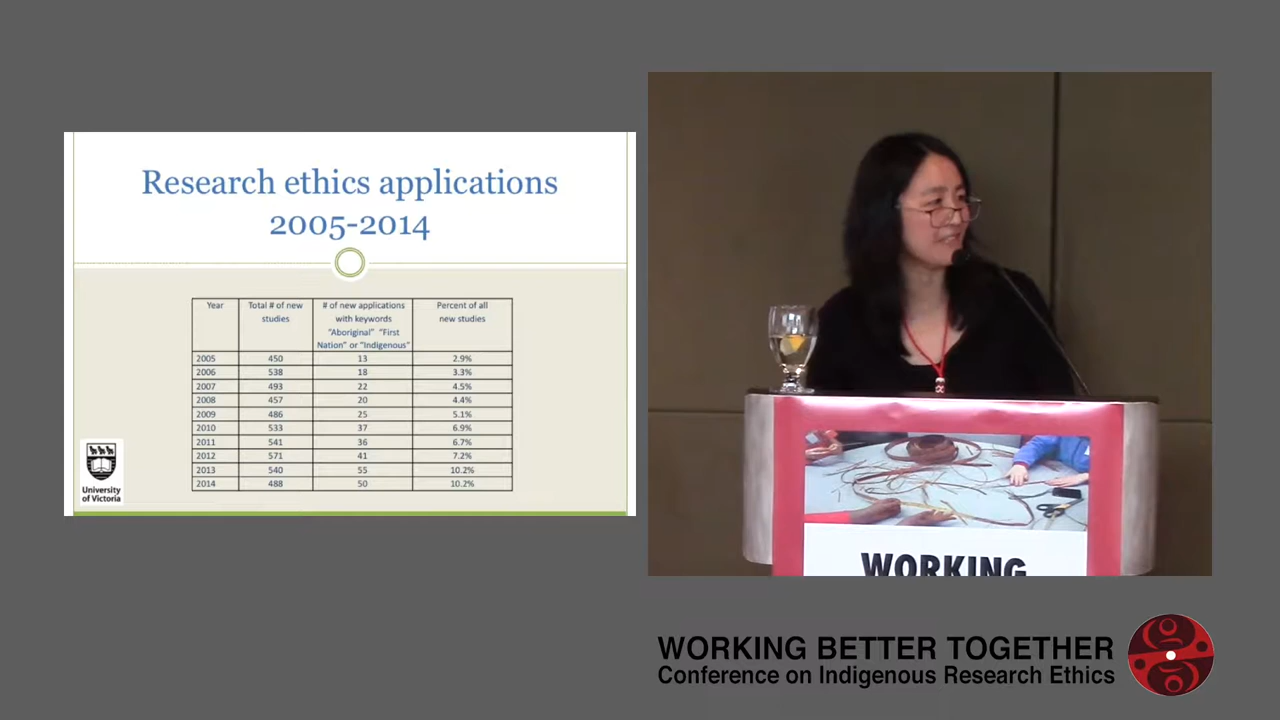 Research ethics applications
2005-2014
Year
Total # of new
studies
# of new applications
with keywords
"Aboriginal" "First
Nation" or "Indigenous"
Percent of all
new studies
2005 450 13 2.9%
2006 538 18 3.3%
2007 493 22 4.5%
2008 457 20 4.4%
2009 486 25 5.1%
2010 533 37 6.9%
2011 541 36 6.7%
2012 571 41 7.2%
2013 540 55 10.2%
2014 488 50 10.2%
University
of Victoria
WORKING
WORKING BETTER TOGETHER
Conference on Indigenous Research Ethics